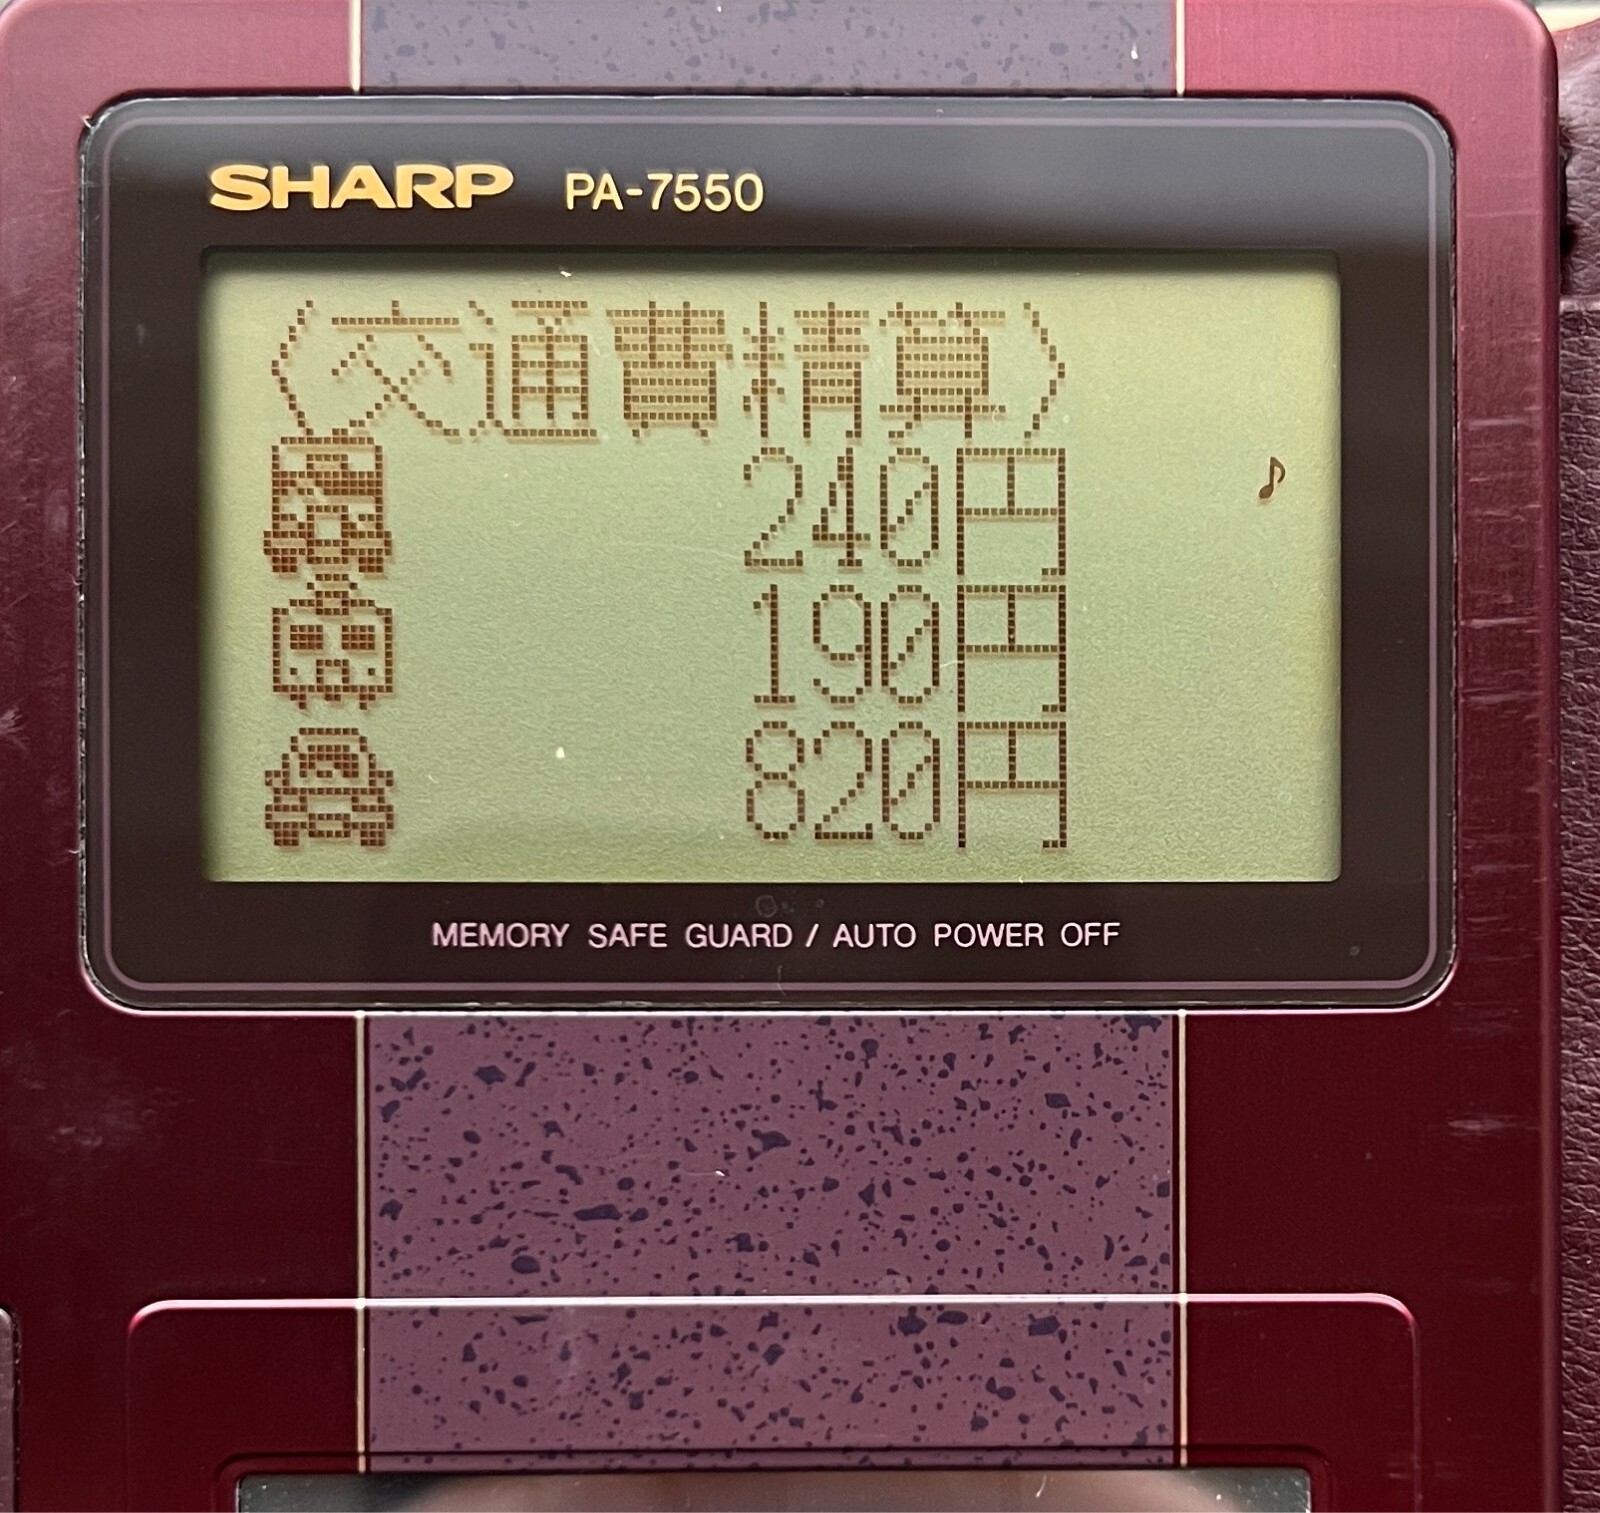 SHARP PA-7550
〈交通費精算〉
240円
190円
820円
MEMORY SAFE GUARD / AUTO POWER OFF